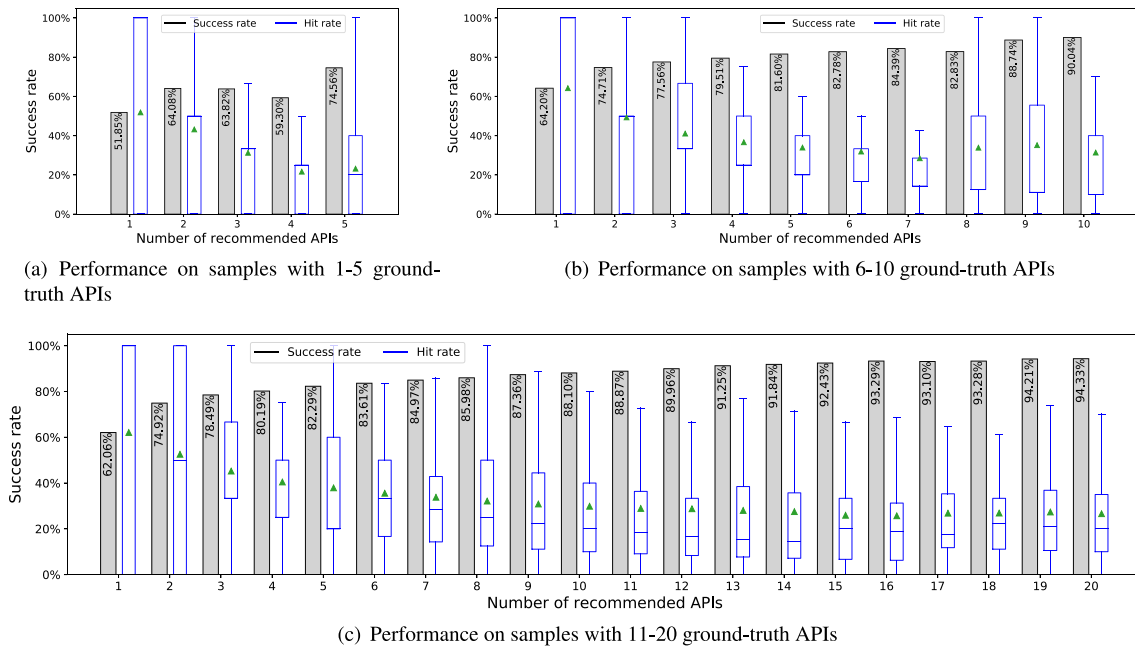 Success rate
Hit rate
100%
80%
60%
40%
20%
0%
Success rate
51.85%
64.08%
63.82%
59.30%
74.56%
1 2 3 4 5
Number of recommended APIs
(a) Performance on samples with 1-5 ground-
truth APIs
Success rate
Hit rate
100%
80%
60%
40%
20%
0%
Success rate
64.20%
74.71%
77.56%
79.51%
81.60%
82.78%
84.39%
82.83%
88.74%
90.04%
1 2 3 4 5 6 7 8 9 10
Number of recommended APIs
(b) Performance on samples with 6-10 ground-truth APIs
Success rate
Hit rate
100%
80%
60%
40%
20%
0%
Success rate
62.06%
74.92%
78.49%
80.19%
82.29%
83.61%
84.97%
85.98%
87.36%
88.10%
88.87%
89.96%
91.25%
91.84%
92.43%
93.29%
93.10%
93.28%
94.21%
94.33%
1 2 3 4 5 6 7 8 9 10 11 12 13 14 15 16 17 18 19 20
Number of recommended APIs
(c) Performance on samples with 11-20 ground-truth APIs